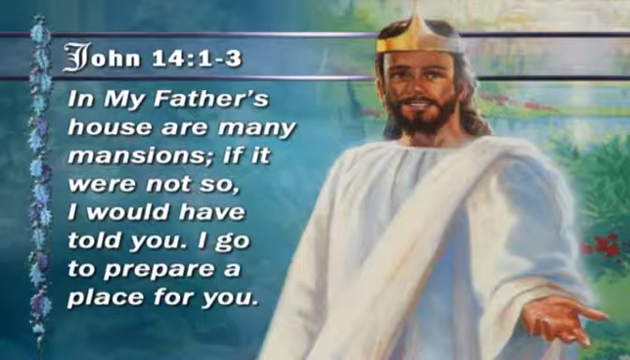 John 14:1-3
In My Father's
house are many
mansions; if it
were not so,
I would have
told you. I go
to prepare a
place for you.